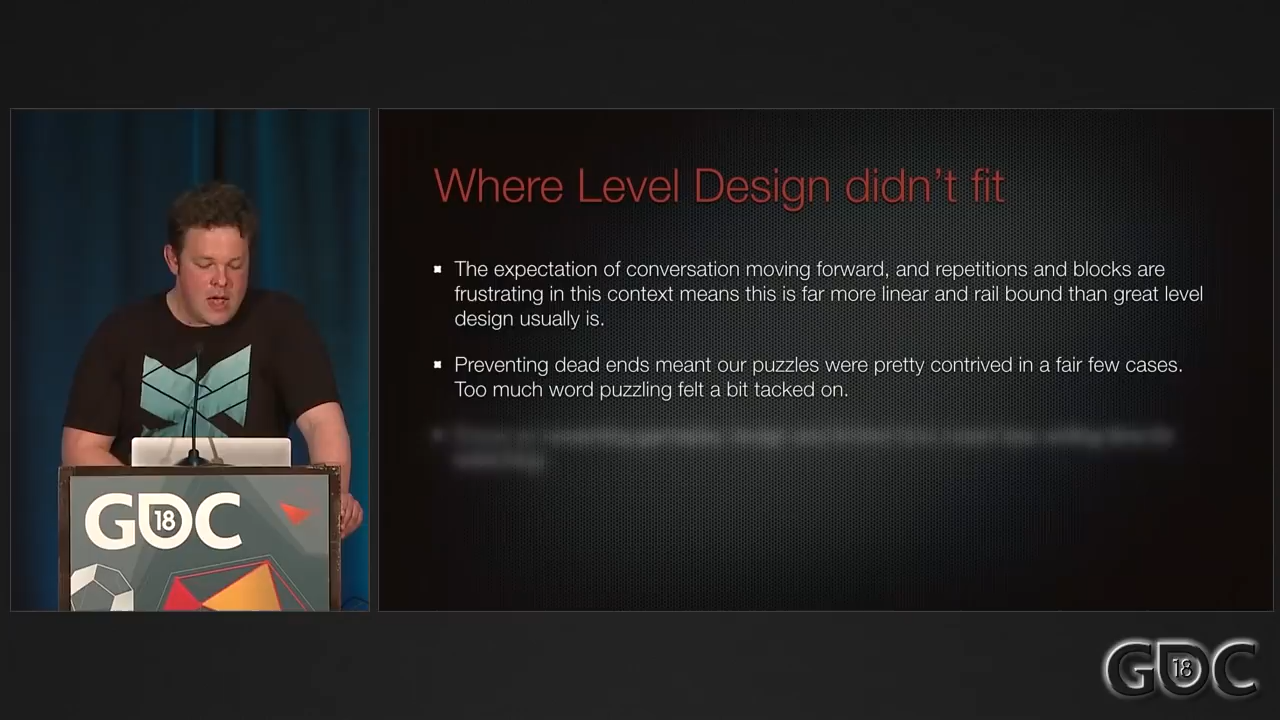 Where Level Design didn't fit
The expectation of conversation moving forward, and repetitions and blocks are
frustrating in this context means this is far more linear and rail bound than great level
design usually is.
Preventing dead ends meant our puzzles were pretty contrived in a fair few cases.
Too much word puzzling felt a bit tacked on.
GDC
18
GDC
18